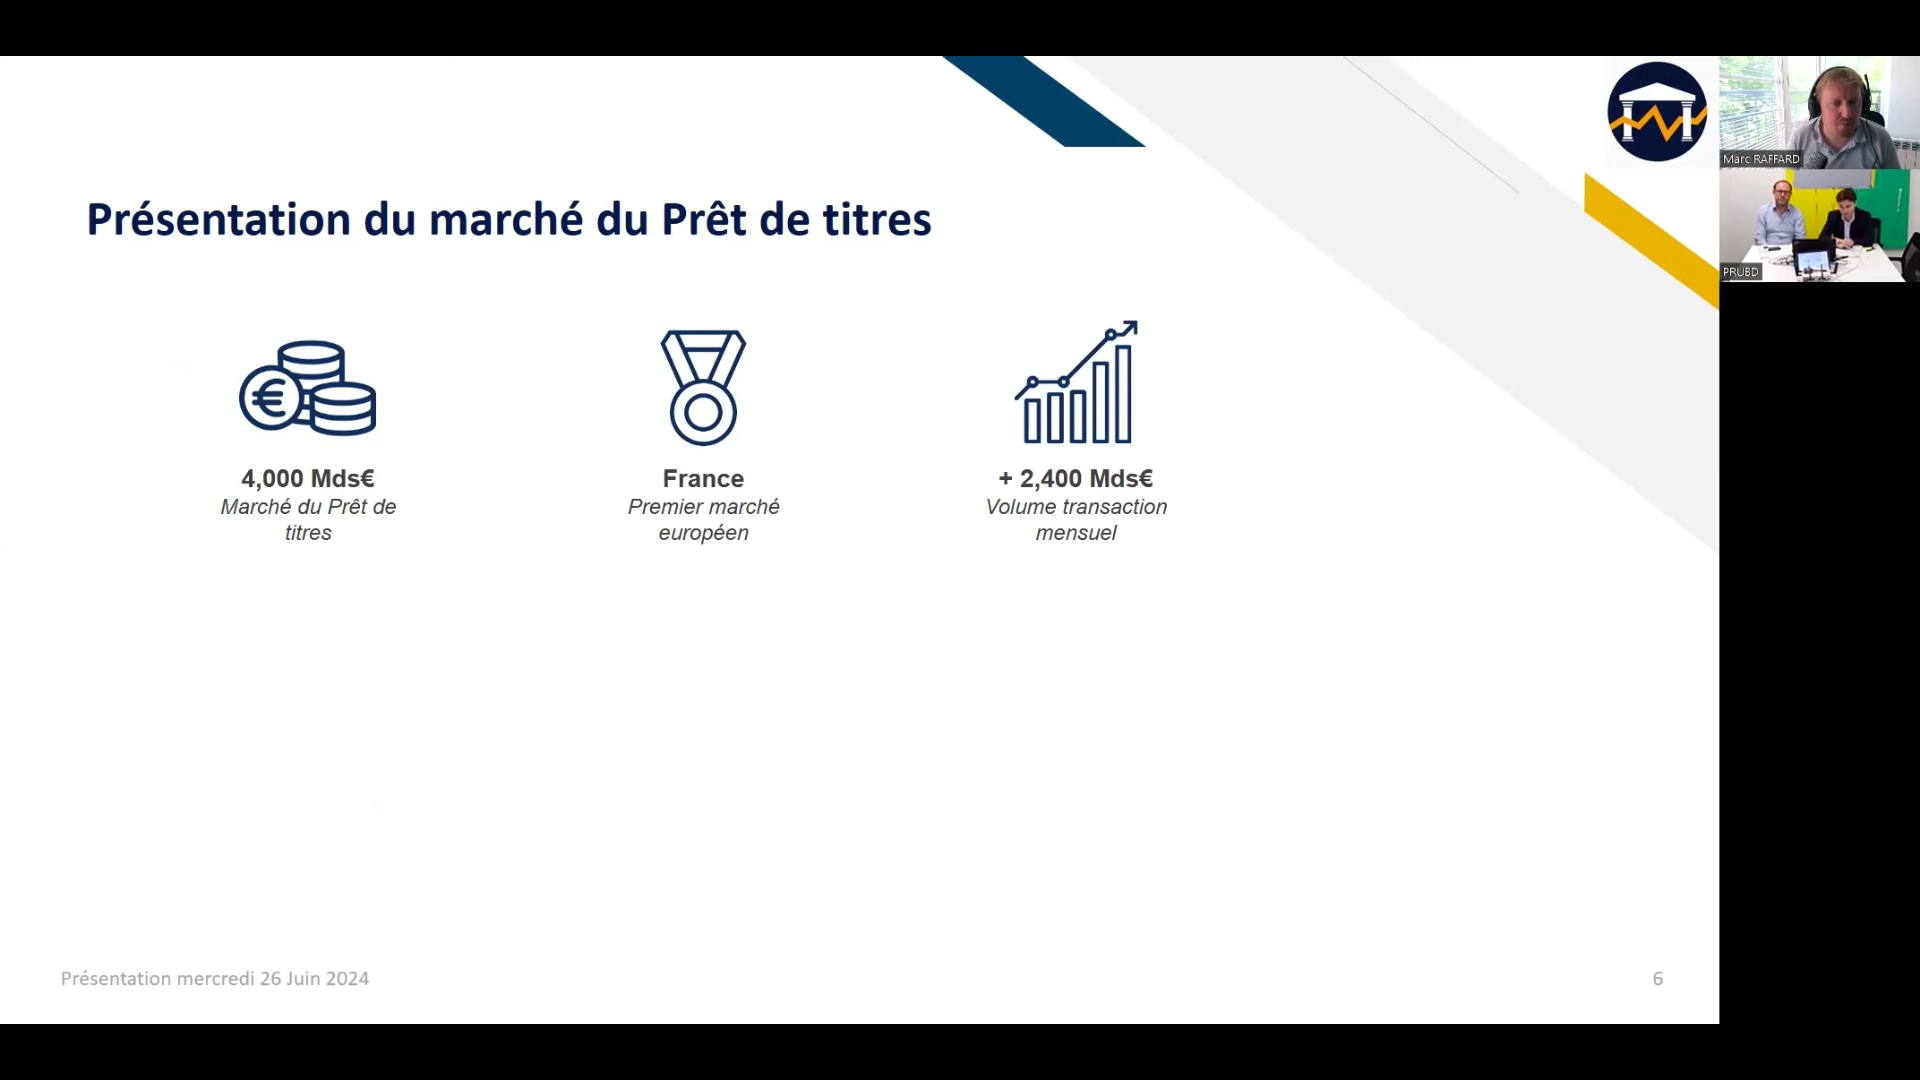 Présentation du marché du Prêt de titres
4,000 Mds€
Marché du Prêt de
titres
France
Premier marché
européen
+ 2,400 Mds€
Volume transaction
mensuel
Présentation mercredi 26 Juin 2024
6
Marc RAFFARD
PRUBD